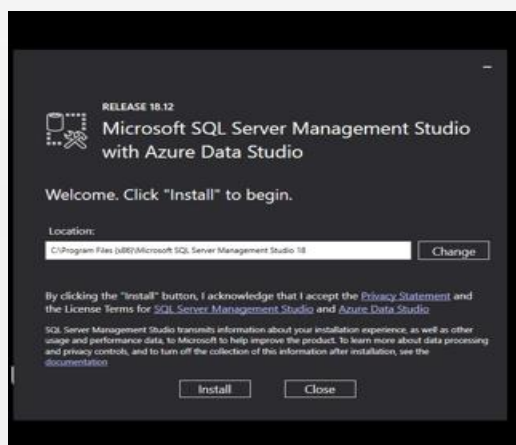 RELEASE 18.12
Microsoft SQL Server Management Studio
with Azure Data Studio
Welcome. Click "Install" to begin.
Location:
C:\Program Files (x86)\Microsoft SQL Server Management Studio 18
Change
By clicking the "Install" button, I acknowledge that I accept the Privacy Statement and
the License Terms for SQL Server Management Studio and Azure Data Studio
SQL Server Management Studio transmits information about your installation experience, as well as other
usage and performance data, to Microsoft to help improve the product. To learn more about data processing
and privacy controls, and to turn off the collection of this information after installation, see the
documentation
Install Close